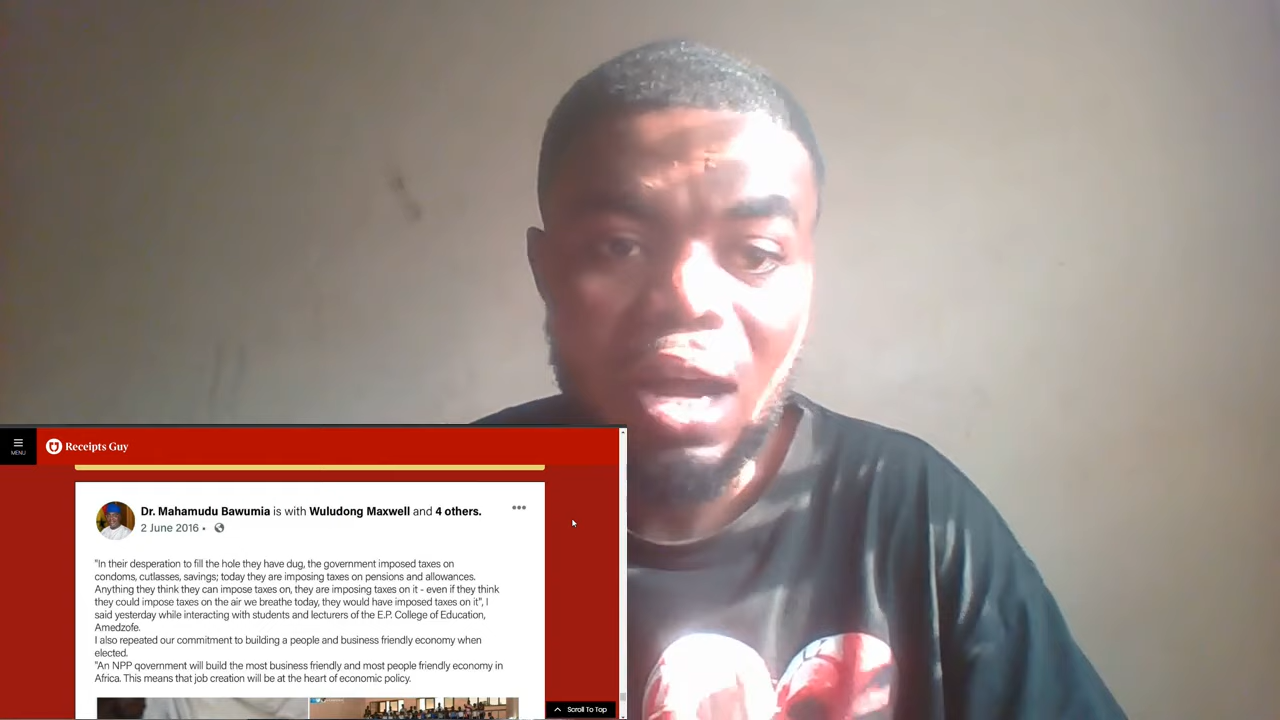 MENU
Receipts Guy
Dr. Mahamudu Bawumia is with Wuludong Maxwell and 4 others.
2 June 2016 •
"In their desperation to fill the hole they have dug, the government imposed taxes on
condoms, cutlasses, savings; today they are imposing taxes on pensions and allowances.
Anything they think they can impose taxes on, they are imposing taxes on it - even if they think
they could impose taxes on the air we breathe today, they would have imposed taxes on it", I
said yesterday while interacting with students and lecturers of the E.P. College of Education,
Amedzofe.
I also repeated our commitment to building a people and business friendly economy when
elected.
"An NPP government will build the most business friendly and most people friendly economy in
Africa. This means that job creation will be at the heart of economic policy.
Scroll To Top